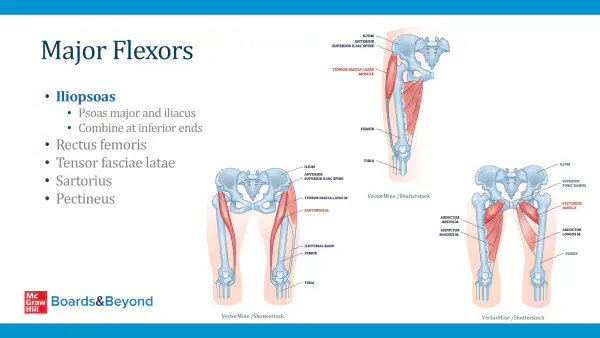 Major Flexors
• Iliopsoas
• Psoas major and iliacus
• Combine at inferior ends
• Rectus femoris
• Tensor fasciae latae
• Sartorius
• Pectineus
ILIUM
ANTERIOR
SUPERIOR ILIAC SPINE
TENSOR FASCIA LATAE
MUSCLE
FEMUR
TIBIA
VectorMine /Shutterstock
ILIUM
ANTERIOR
SUPERIOR ILIAC SPINE
TENSOR FASCIA LATAE M.
SARTORIUS M.
ILIOTIBIAL BAND
FEMUR
TIBIA
VectorMine /Shutterstock
ILIUM
SUPERIOR
PUBIC RAMUS
PECTINEUS
MUSCLE
ADDUCTOR
BREVIS M.
ADDUCTOR
MAGNUS M.
ADDUCTOR
LONGUS M.
FEMUR
VectorMine /Shutterstock
Mc
Graw
Hill
Boards&Beyond